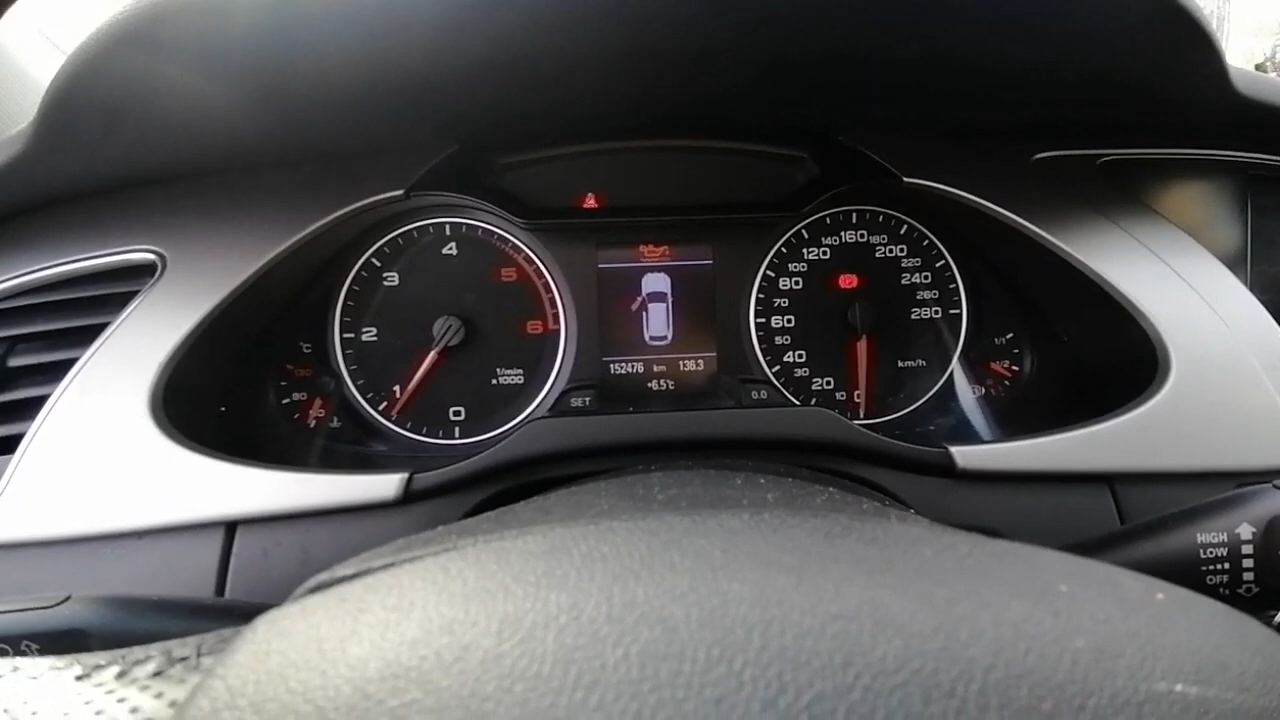 4
3
5
2
6
1
0
1/min
x1000
°C
130
90
SET
152476 km 136.3
+6.5°C
0.0
140 160 180
120 200
100 220
80 240
70 260
60 280
50
40
30
20
10 0
km/h
1/1
1/2
HIGH
LOW
OFF
1x